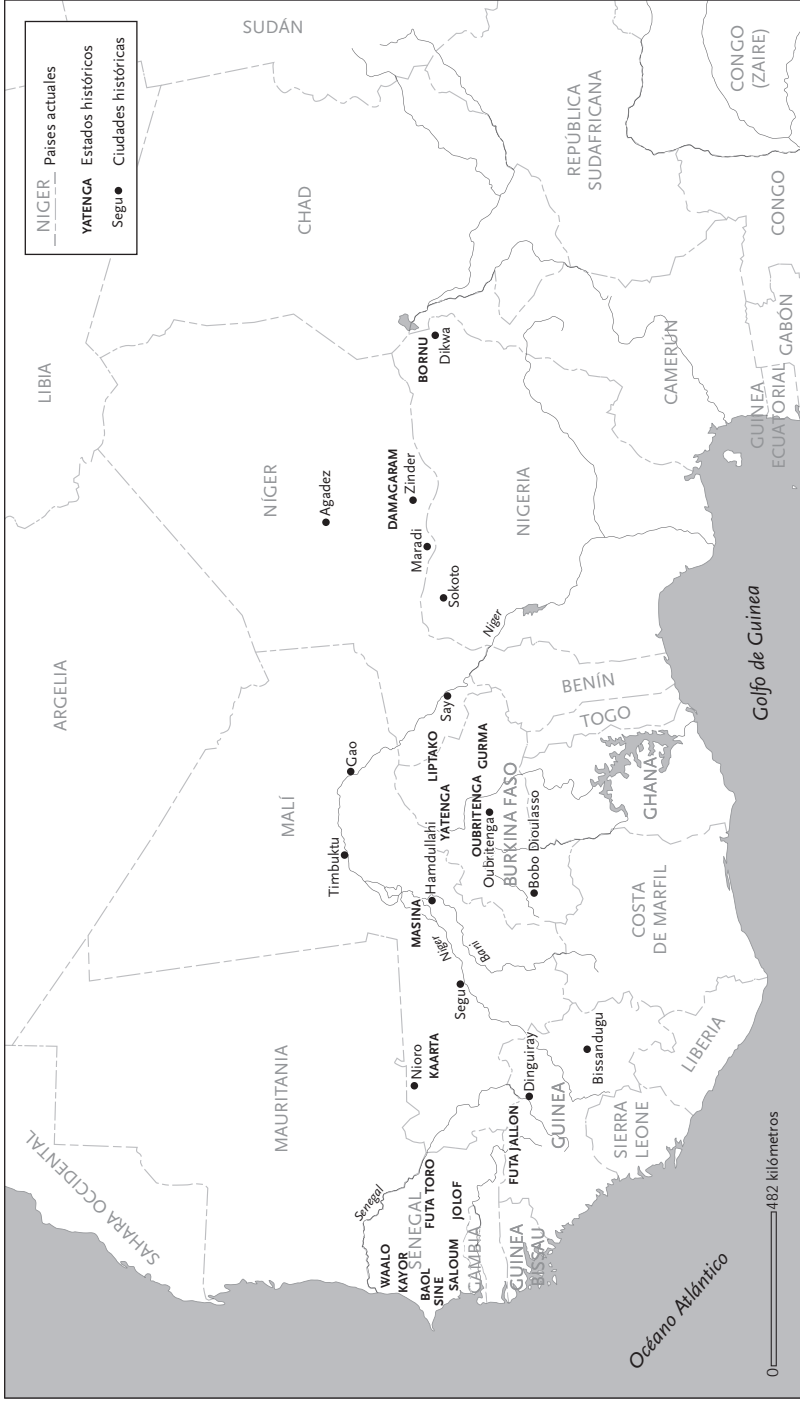 NIGER Paises actuales
YATENGA Estados históricos
Segu Ciudades históricas
SUDÁN
LIBIA
ARGELIA
CHAD
NÍGER
MALÍ
MAURITANIA
SAHARA OCCIDENTAL
Agadez
Gao
Timbuktu
DAMAGARAM
Zinder
Maradi
Sokoto
BORNU
Dikwa
NIGERIA
Niger
Say
LIPTAKO
YATENGA
GURMA
Hamdullahi
MASINA
Niger
Bani
Segu
OUBRITENGA
Oubritenga
BURKINA FASO
Bobo Dioulasso
Nioro
KAARTA
Senegal
WAALO
KAYOR
SENEGAL
BAOL
SINE
FUTA TORO
SALOUM
JOLOF
GAMBIA
GUINEA
BISSAU
FUTA JALLON
Dinguiray
GUINEA
Bissandugu
SIERRA
LEONE
LIBERIA
COSTA
DE MARFIL
GHANA
TOGO
BENÍN
CAMERÚN
REPÚBLICA
SUDAFRICANA
CONGO
(ZAIRE)
CONGO
GABÓN
GUINEA
ECUATORIAL
Golfo de Guinea
Océano Atlántico
0 482 kilómetros